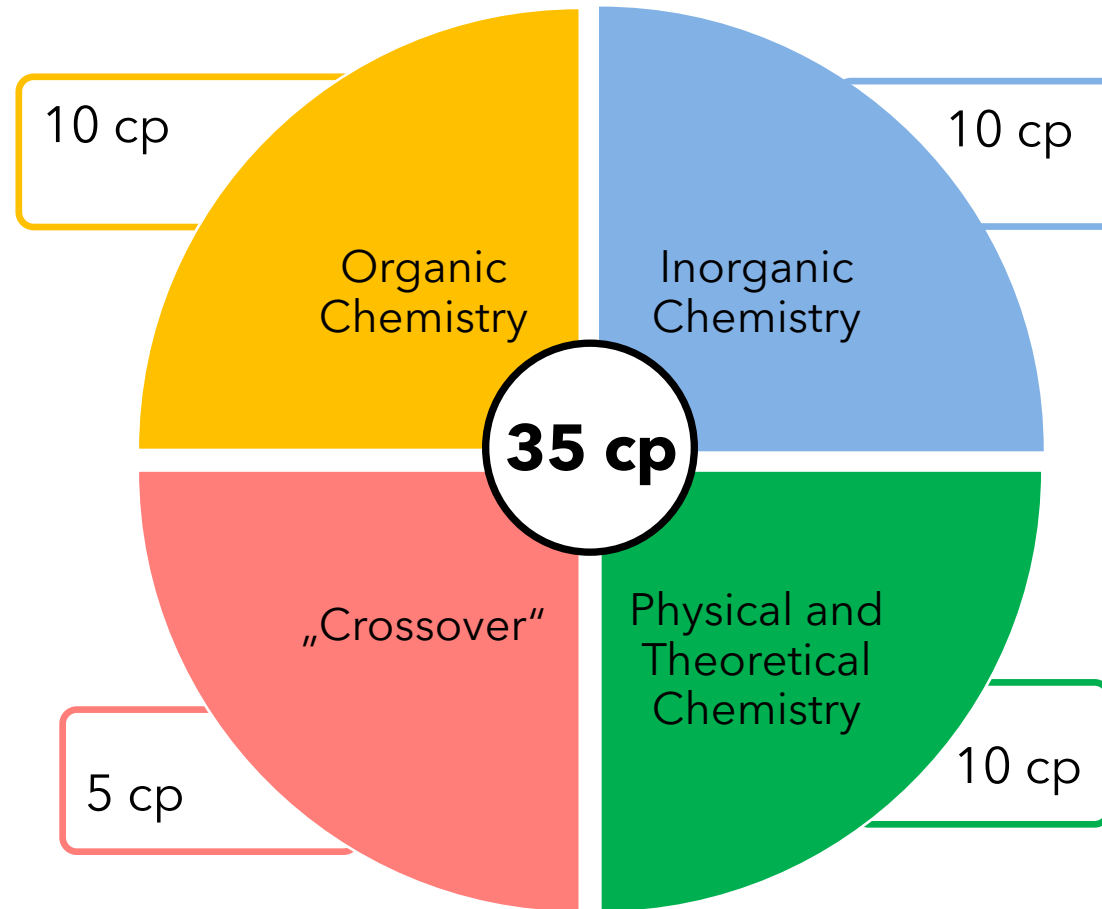 10 cp
10 cp
Organic
Chemistry
Inorganic
Chemistry
35 cp
„Crossover“
Physical and
Theoretical
Chemistry
5 cp
10 cp